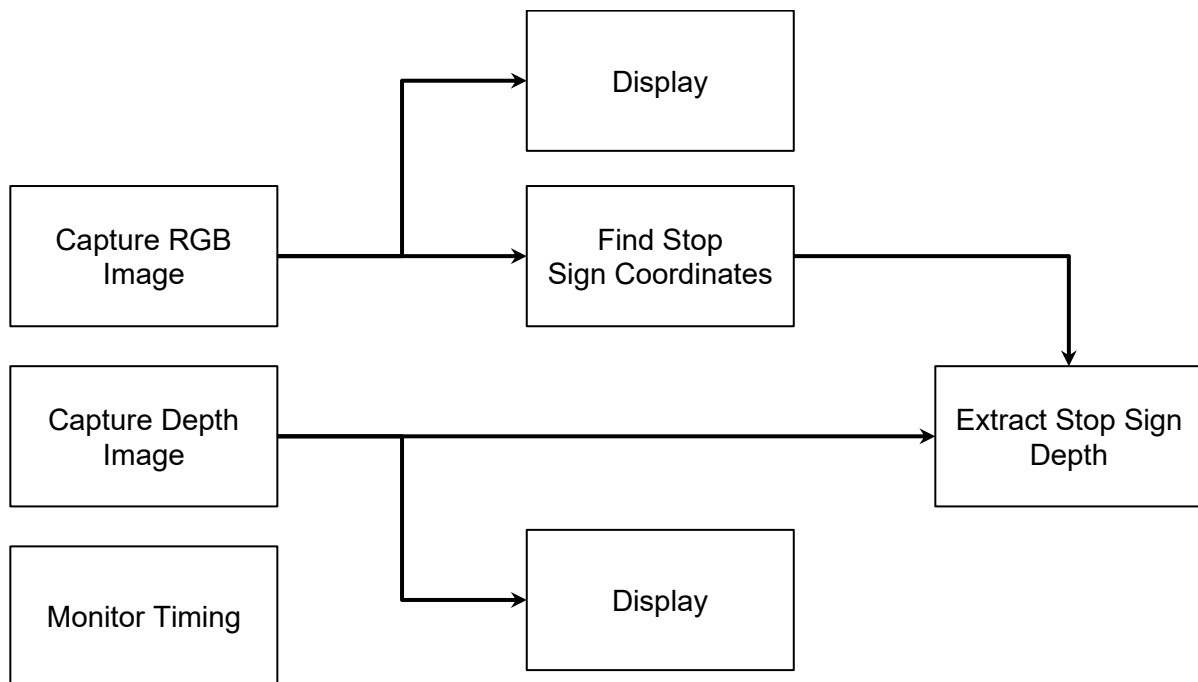 Display
Capture RGB
Image
Find Stop
Sign Coordinates
Capture Depth
Image
Extract Stop Sign
Depth
Monitor Timing
Display